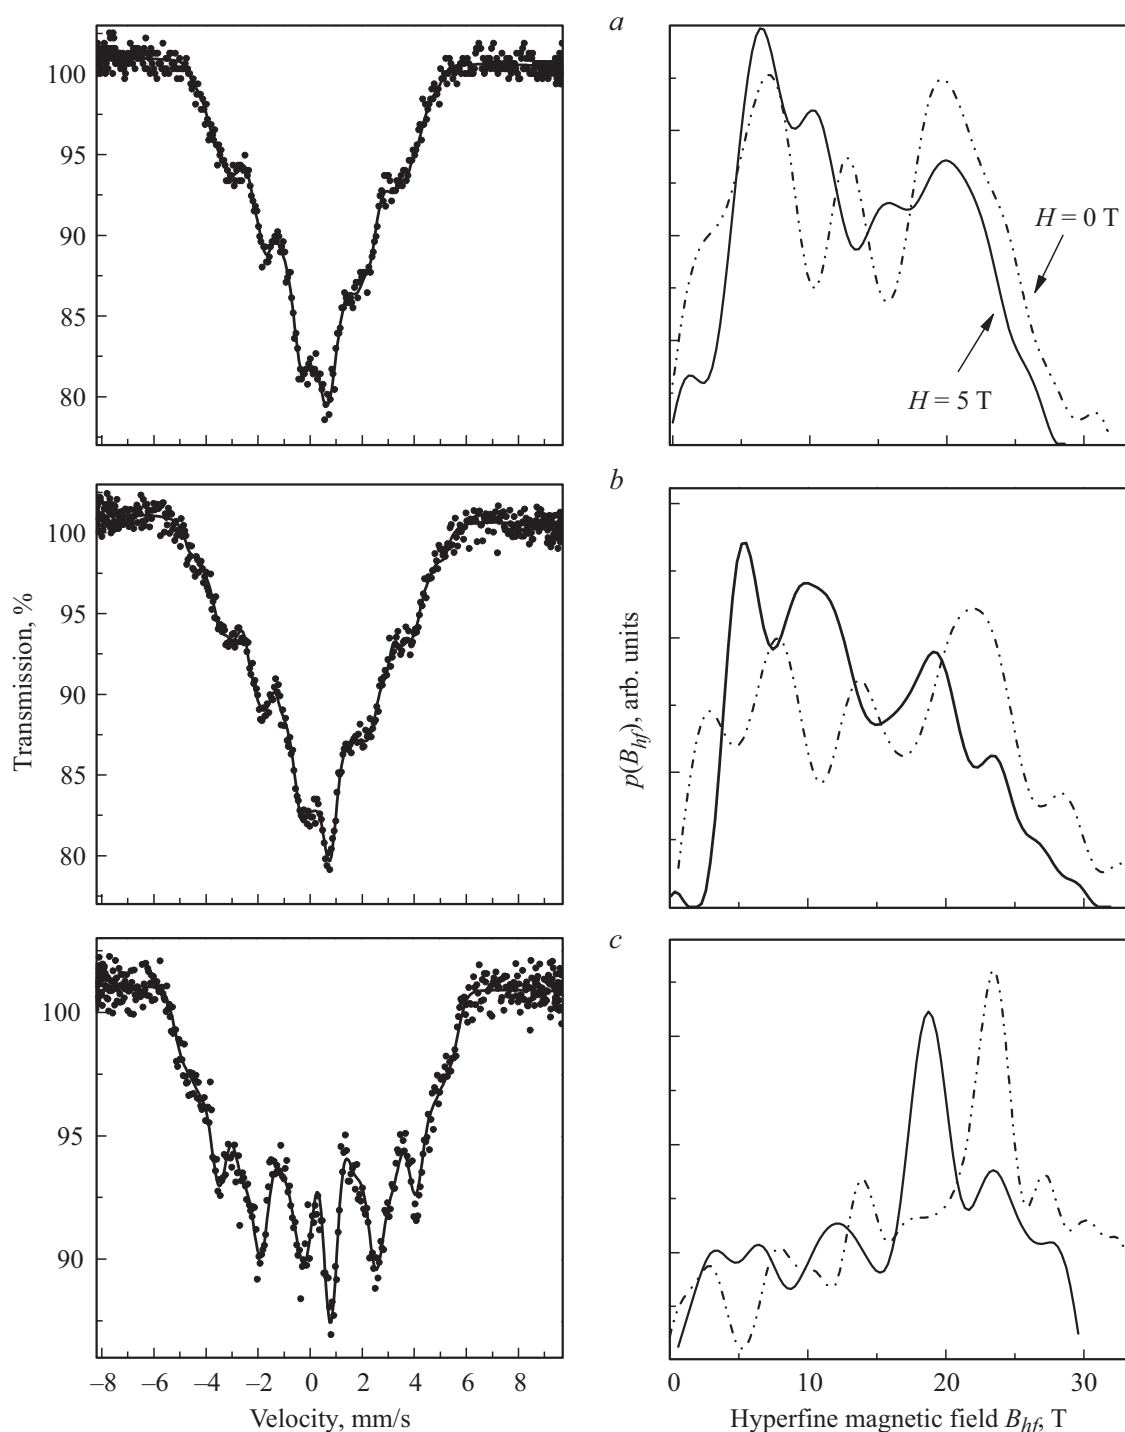 a
100
95
90
85
80
H = 0 T
H = 5 T
b
100
95
90
85
80
Transmission, %
p(B_hf), arb. units
c
100
95
90
–8 –6 –4 –2 0 2 4 6 8
0 10 20 30
Velocity, mm/s
Hyperfine magnetic field B_hf, T